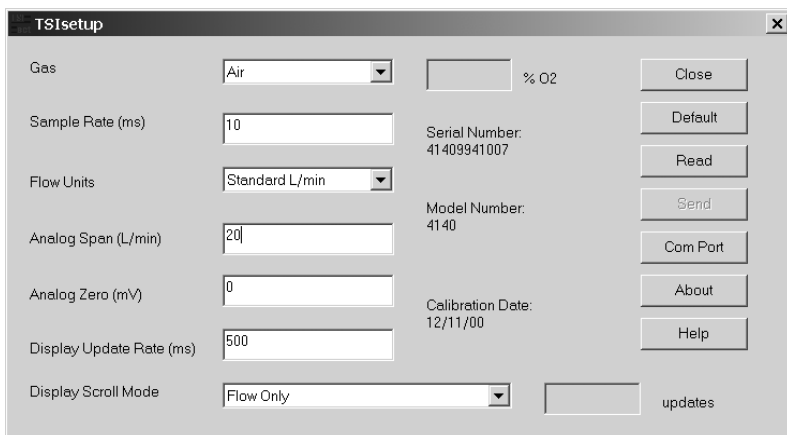 TSIsetup
Gas
Air
% O2
Close
Sample Rate (ms)
10
Serial Number:
41409941007
Default
Read
Flow Units
Standard L/min
Model Number:
4140
Send
Analog Span (L/min)
20
Com Port
Analog Zero (mV)
0
Calibration Date:
12/11/00
About
Display Update Rate (ms)
500
Help
Display Scroll Mode
Flow Only
updates